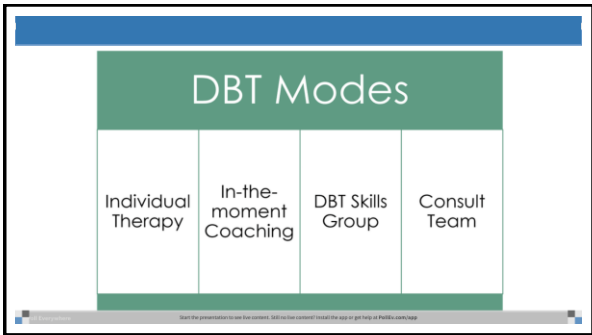 DBT Modes
Individual
Therapy
In-the-
moment
Coaching
DBT Skills
Group
Consult
Team
Start the presentation to see live content. Still no live content? Install the app or get help at PollEv.com/app